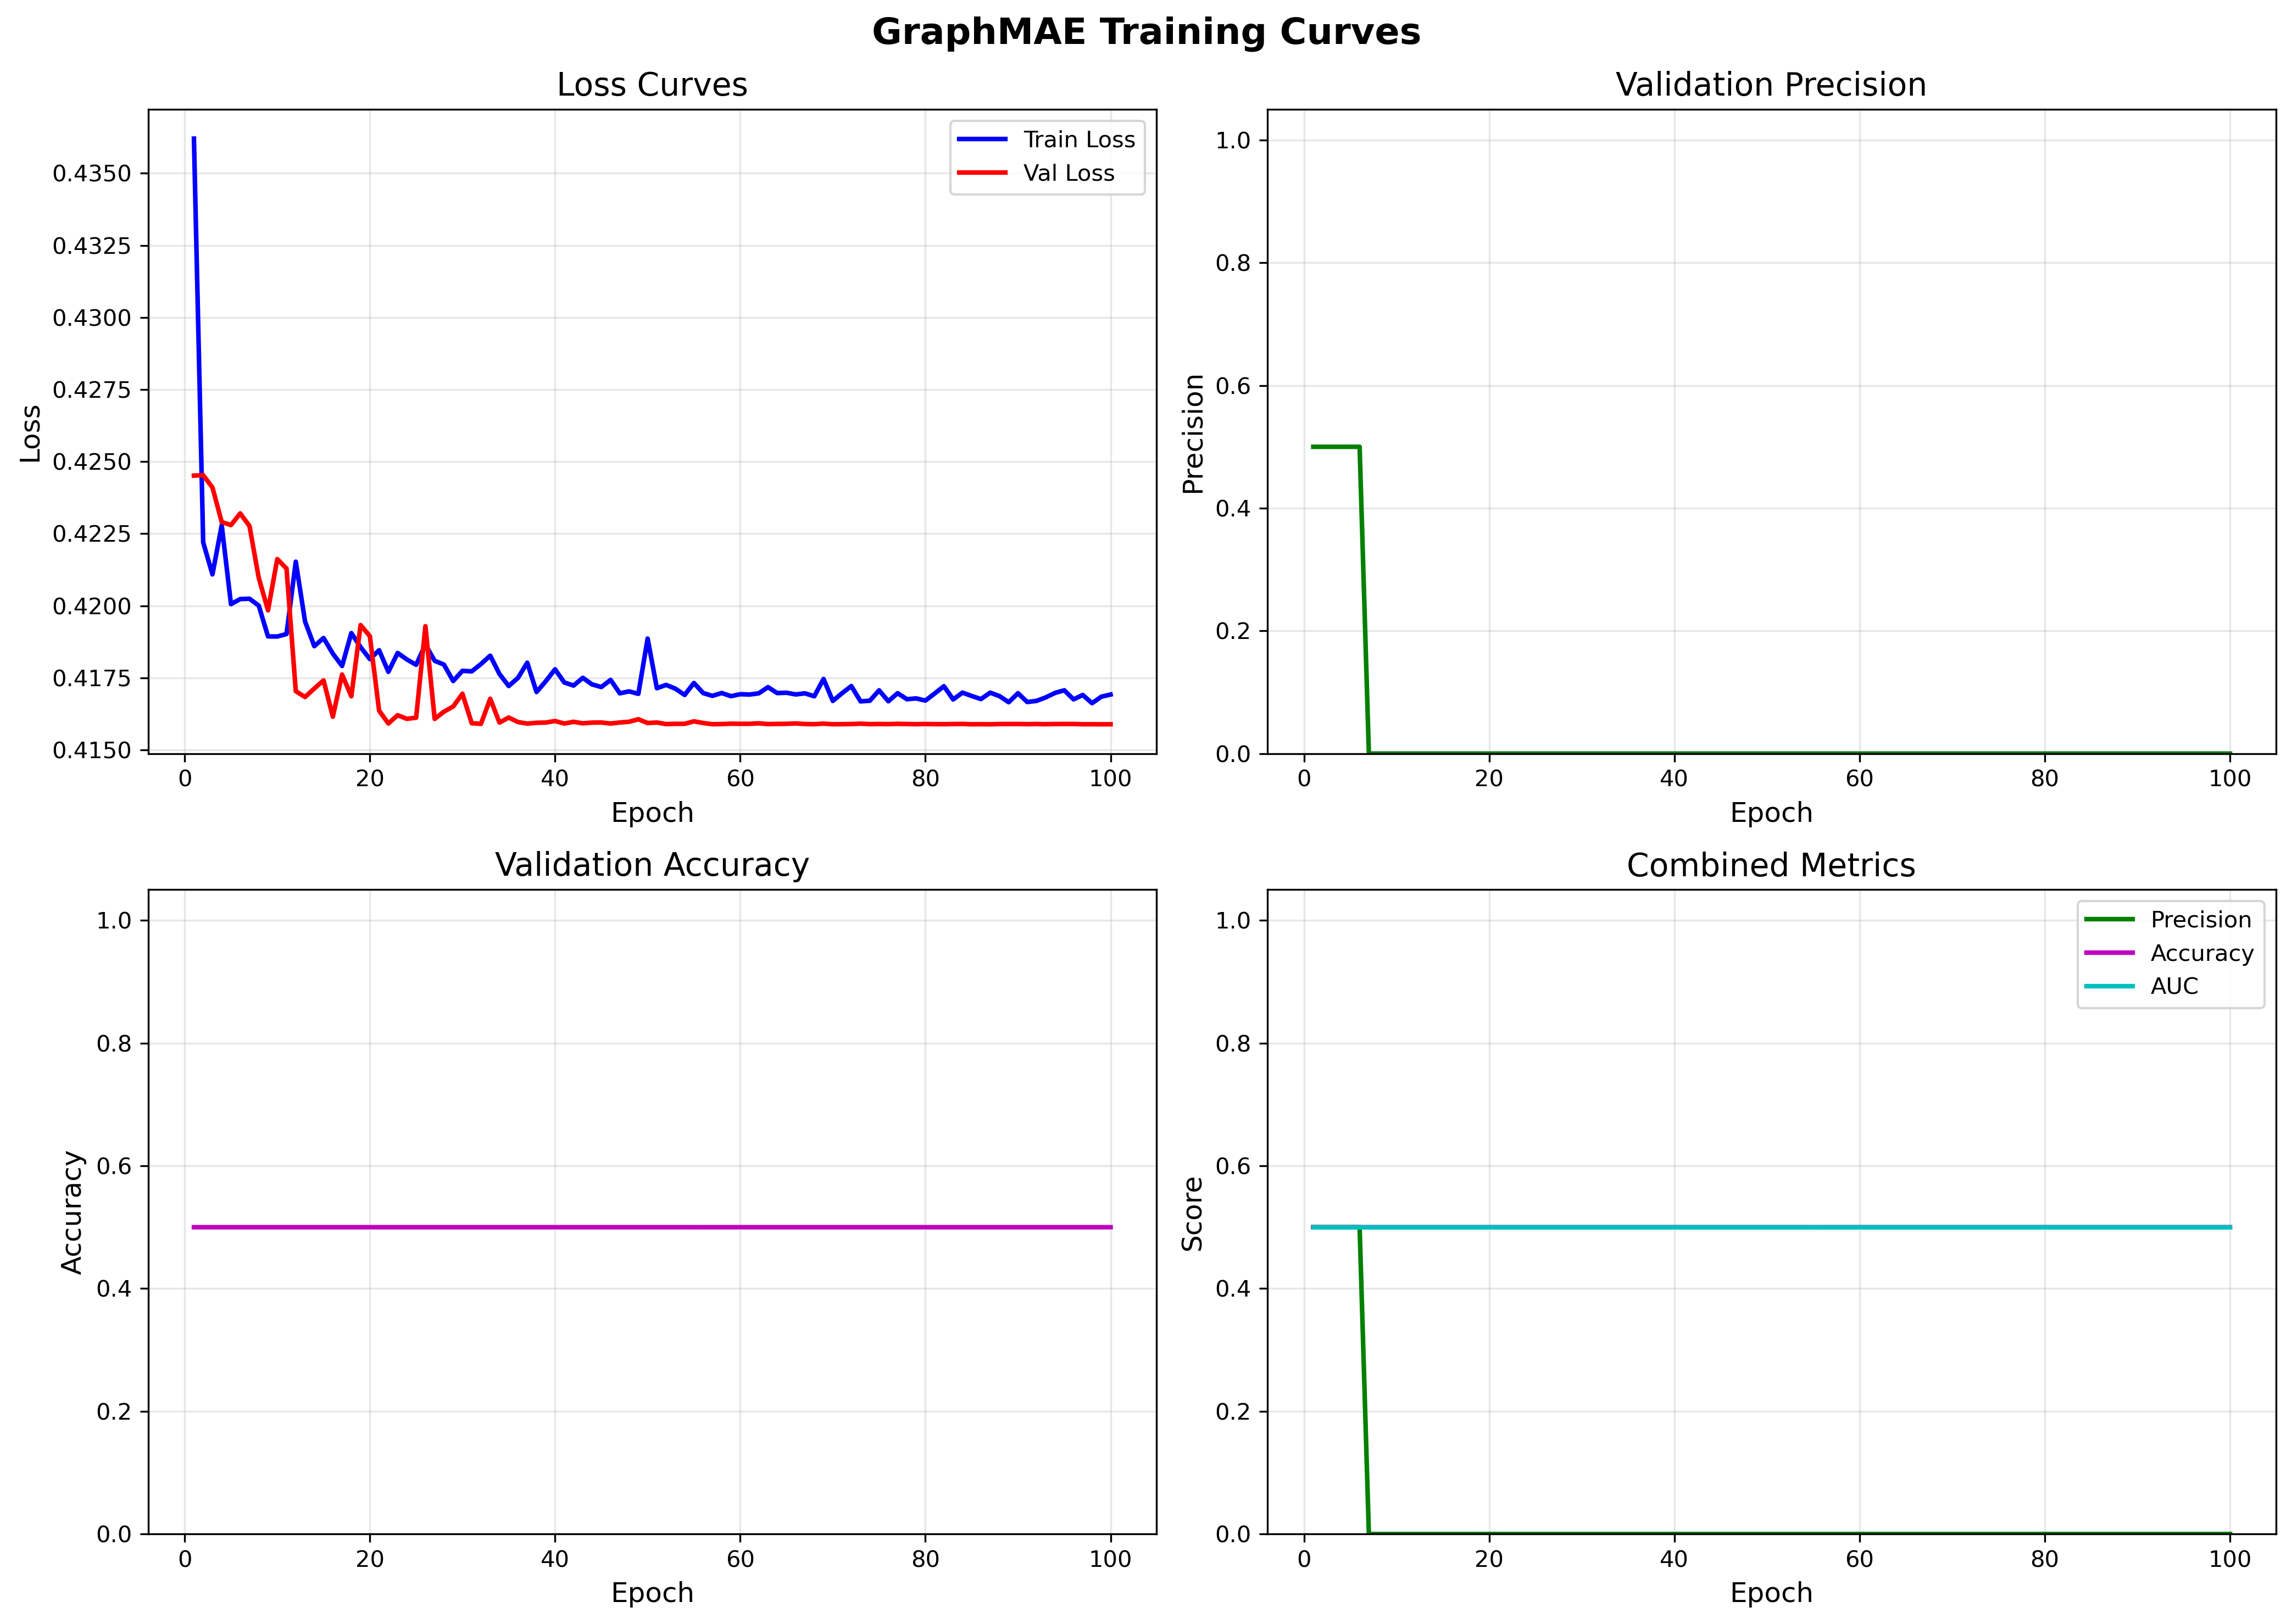 GraphMAE Training Curves
Loss Curves
Train Loss
Val Loss
0.4350
0.4325
0.4300
0.4275
0.4250
0.4225
0.4200
0.4175
0.4150
Loss
0 20 40 60 80 100
Epoch
Validation Precision
1.0
0.8
0.6
0.4
0.2
0.0
Precision
0 20 40 60 80 100
Epoch
Validation Accuracy
1.0
0.8
0.6
0.4
0.2
0.0
Accuracy
0 20 40 60 80 100
Epoch
Combined Metrics
Precision
Accuracy
AUC
1.0
0.8
0.6
0.4
0.2
0.0
Score
0 20 40 60 80 100
Epoch